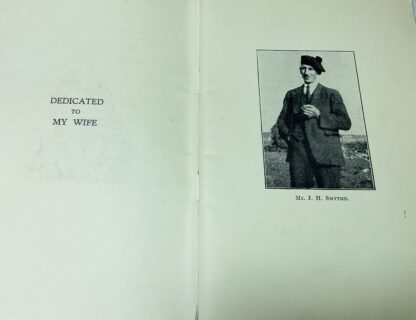 DEDICATED
TO
MY WIFE
Mr. J. H. Smythe.